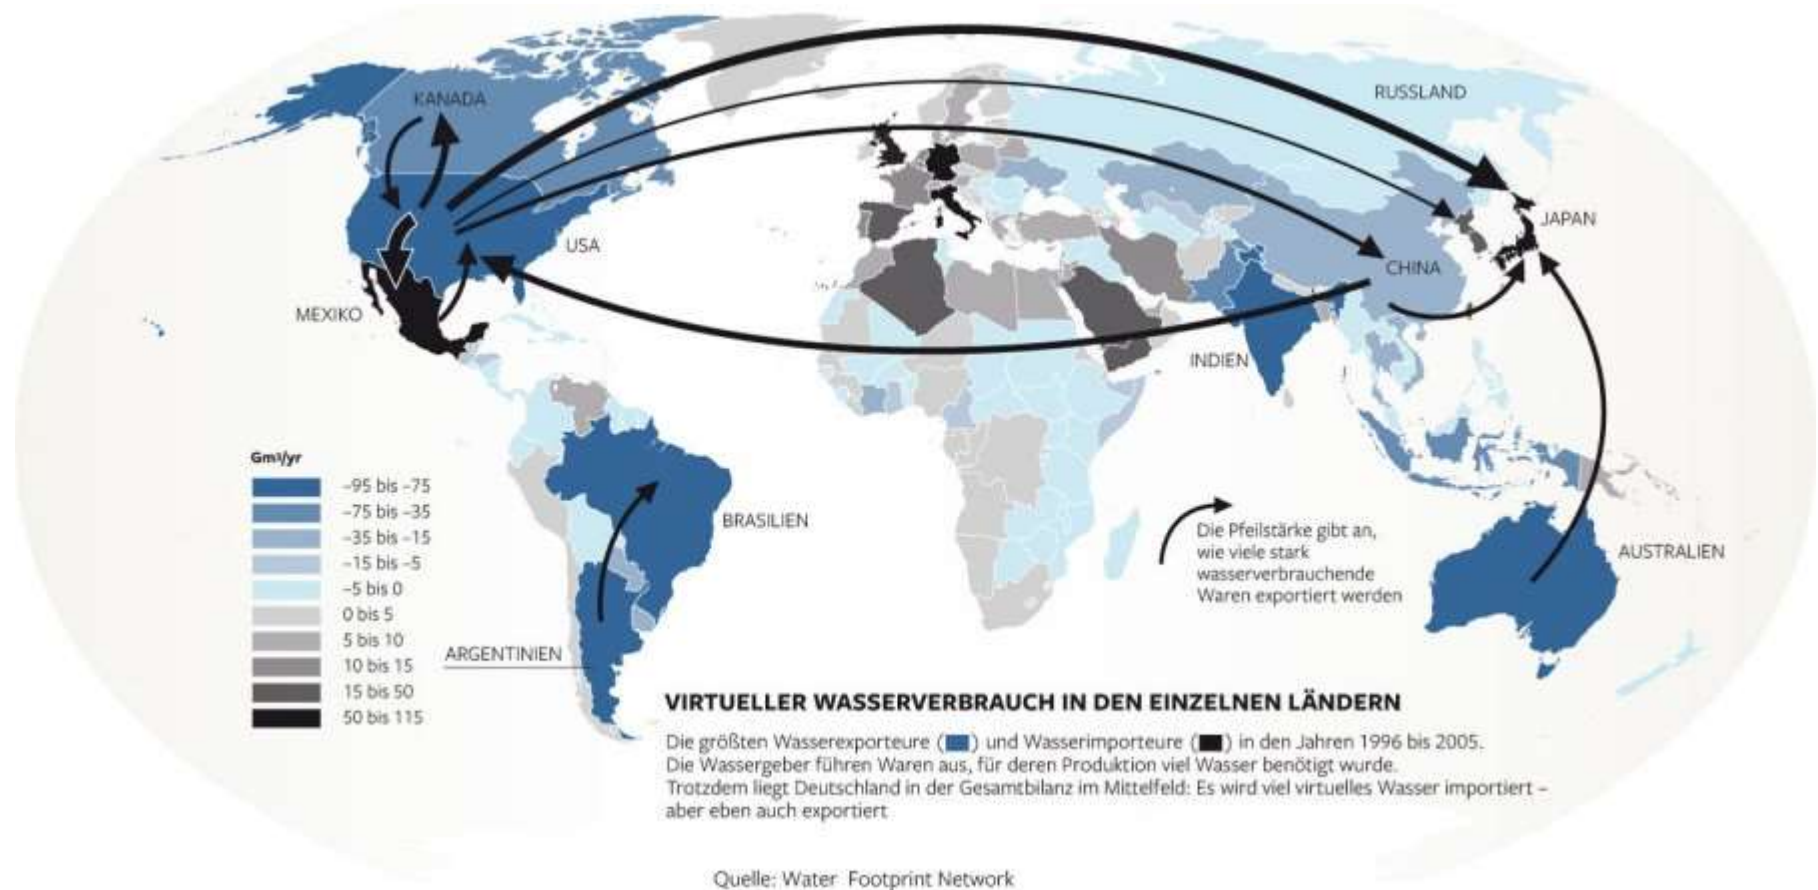 KANADA
RUSSLAND
USA
JAPAN
CHINA
MEXIKO
INDIEN
Gm³/yr
–95 bis –75
–75 bis –35
–35 bis –15
–15 bis –5
–5 bis 0
0 bis 5
5 bis 10
10 bis 15
15 bis 50
50 bis 115
BRASILIEN
ARGENTINIEN
AUSTRALIEN
Die Pfeilstärke gibt an,
wie viele stark
wasserverbrauchende
Waren exportiert werden
VIRTUELLER WASSERVERBRAUCH IN DEN EINZELNEN LÄNDERN
Die größten Wasserexporteure ( ) und Wasserimporteure ( ) in den Jahren 1996 bis 2005.
Die Wassergeber führen Waren aus, für deren Produktion viel Wasser benötigt wurde.
Trotzdem liegt Deutschland in der Gesamtbilanz im Mittelfeld: Es wird viel virtuelles Wasser importiert –
aber eben auch exportiert
Quelle: Water Footprint Network